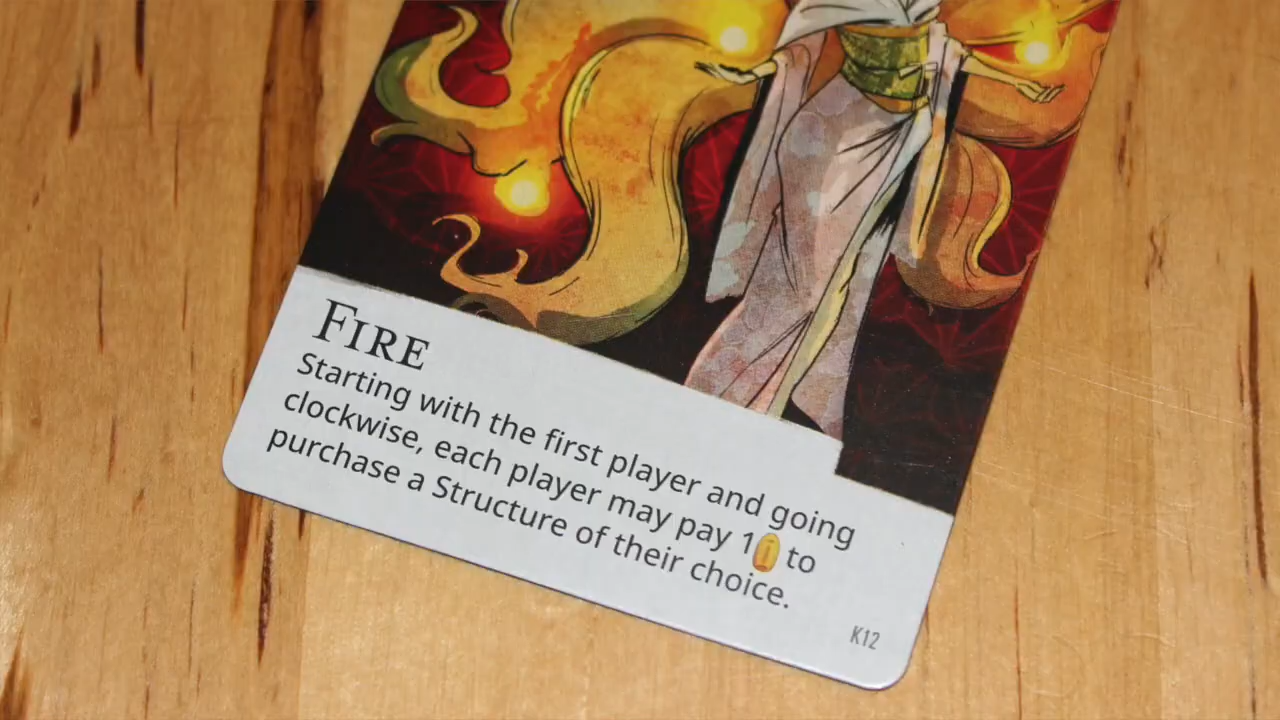 FIRE
Starting with the first player and going
clockwise, each player may pay 1 to
purchase a Structure of their choice.
K12